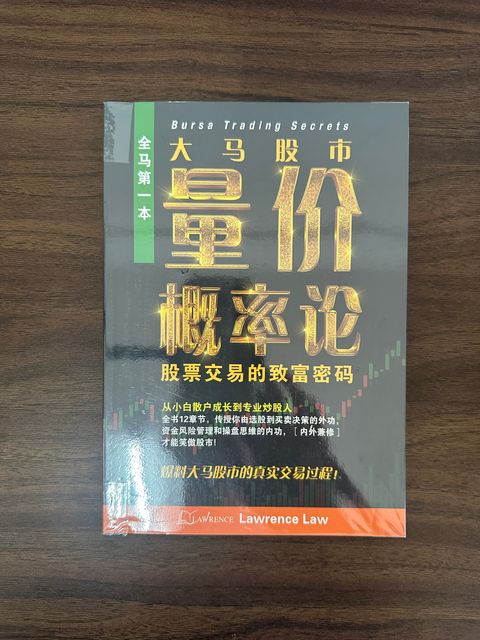 Bursa Trading Secrets
全马第一本
大马股市
量价
概率论
股票交易的致富密码
从小白散户成长到专业炒股人
全书12章节，传授你由选股到买卖决策的外功，
资金风险管理和操盘思维的内功，[内外兼修]
才能笑傲股市！
爆料大马股市的真实交易过程！
LAWRENCE Lawrence Law